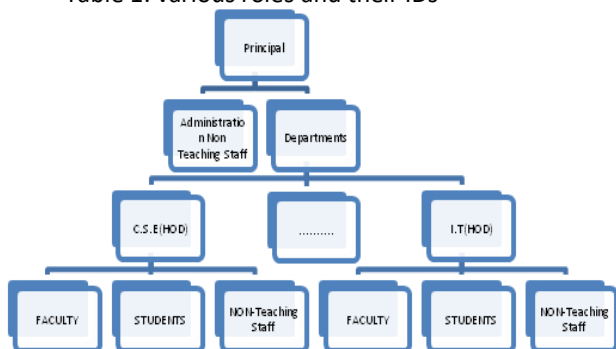 Table 1: Various roles and their IDs
Principal
Administratio
n Non
Teaching Staff
Departments
C.S.E(HOD)
..........
I.T(HOD)
FACULTY
STUDENTS
NON-Teaching
Staff
FACULTY
STUDENTS
NON-Teaching
Staff